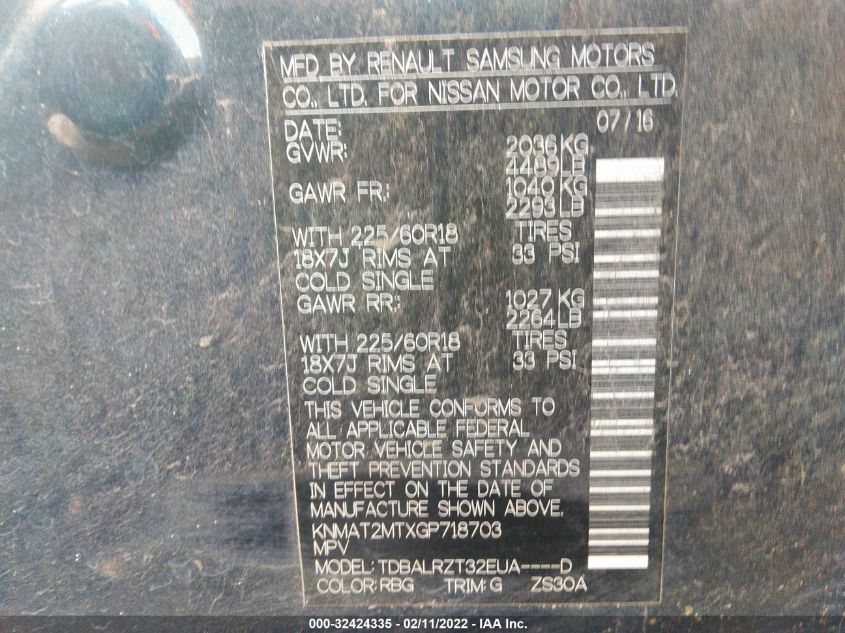 MFD BY RENAULT SAMSUNG MOTORS
CO., LTD. FOR NISSAN MOTOR CO., LTD.
DATE: 07/16
GVWR: 2036 KG
4489 LB
GAWR FR: 1040 KG
2293 LB
WITH 225/60R18 TIRES
18X7J RIMS AT 33 PSI
COLD SINGLE
GAWR RR: 1027 KG
2264 LB
WITH 225/60R18 TIRES
18X7J RIMS AT 33 PSI
COLD SINGLE
THIS VEHICLE CONFORMS TO
ALL APPLICABLE FEDERAL
MOTOR VEHICLE SAFETY AND
THEFT PREVENTION STANDARDS
IN EFFECT ON THE DATE OF
MANUFACTURE SHOWN ABOVE.
KNMAT2MTXGP718703
MPV
MODEL: TDBALRZT32EUA----D
COLOR: RBG TRIM: G ZS30A
000-32424335 - 02/11/2022 - IAA Inc.